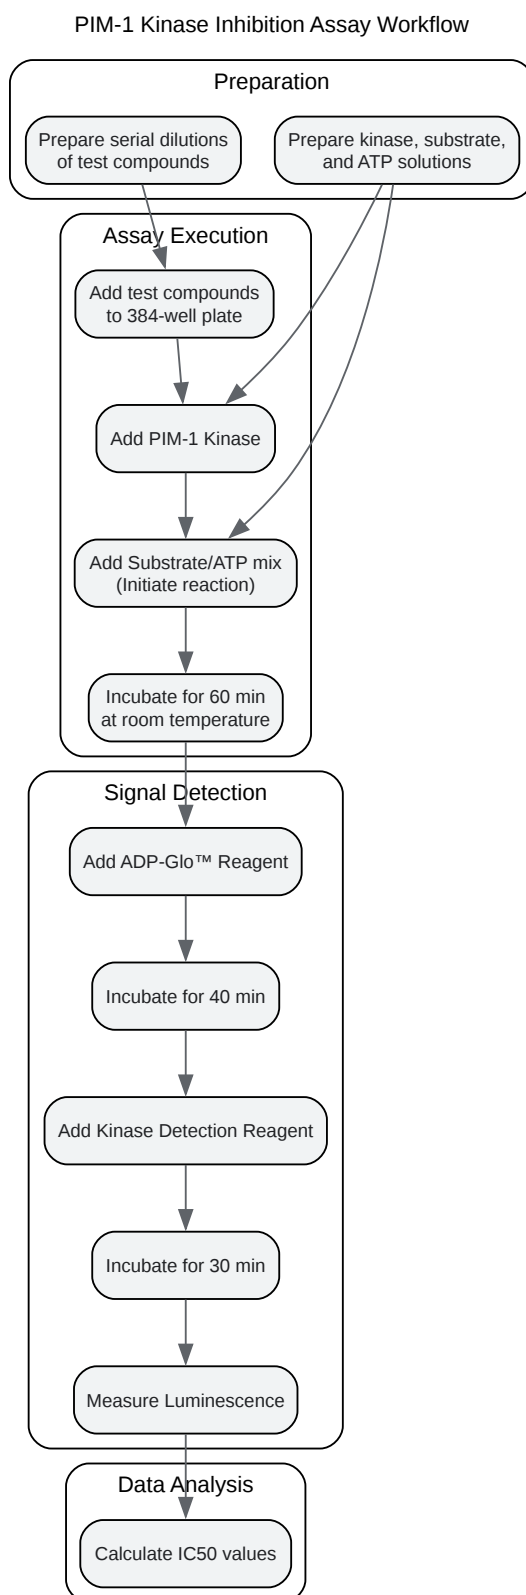 PIM-1 Kinase Inhibition Assay Workflow
Preparation
Prepare serial dilutions
of test compounds
Prepare kinase, substrate,
and ATP solutions
Assay Execution
Add test compounds
to 384-well plate
Add PIM-1 Kinase
Add Substrate/ATP mix
(Initiate reaction)
Incubate for 60 min
at room temperature
Signal Detection
Add ADP-Glo™ Reagent
Incubate for 40 min
Add Kinase Detection Reagent
Incubate for 30 min
Measure Luminescence
Data Analysis
Calculate IC50 values